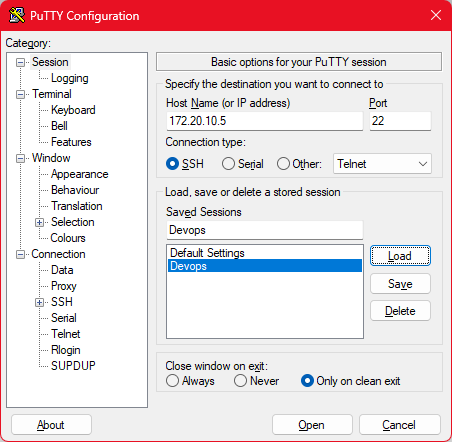 PuTTY Configuration
Category:
Session
Logging
Terminal
Keyboard
Bell
Features
Window
Appearance
Behaviour
Translation
Selection
Colours
Connection
Data
Proxy
SSH
Serial
Telnet
Rlogin
SUPDUP
Basic options for your PuTTY session
Specify the destination you want to connect to
Host Name (or IP address) Port
172.20.10.5 22
Connection type:
SSH Serial Other: Telnet
Load, save or delete a stored session
Saved Sessions
Devops
Default Settings
Devops
Load
Save
Delete
Close window on exit:
Always Never Only on clean exit
About Open Cancel